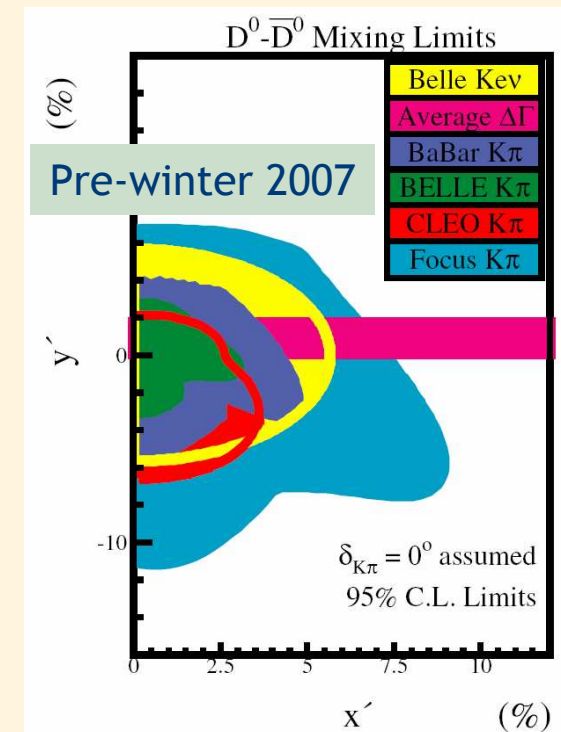 D⁰-D̅⁰ Mixing Limits
(%)
Belle Keν
Average ΔΓ
BaBar Kπ
BELLE Kπ
CLEO Kπ
Focus Kπ
Pre-winter 2007
y´
0
-10
δKπ = 0° assumed
95% C.L. Limits
0 2.5 5 7.5 10
x´ (%)